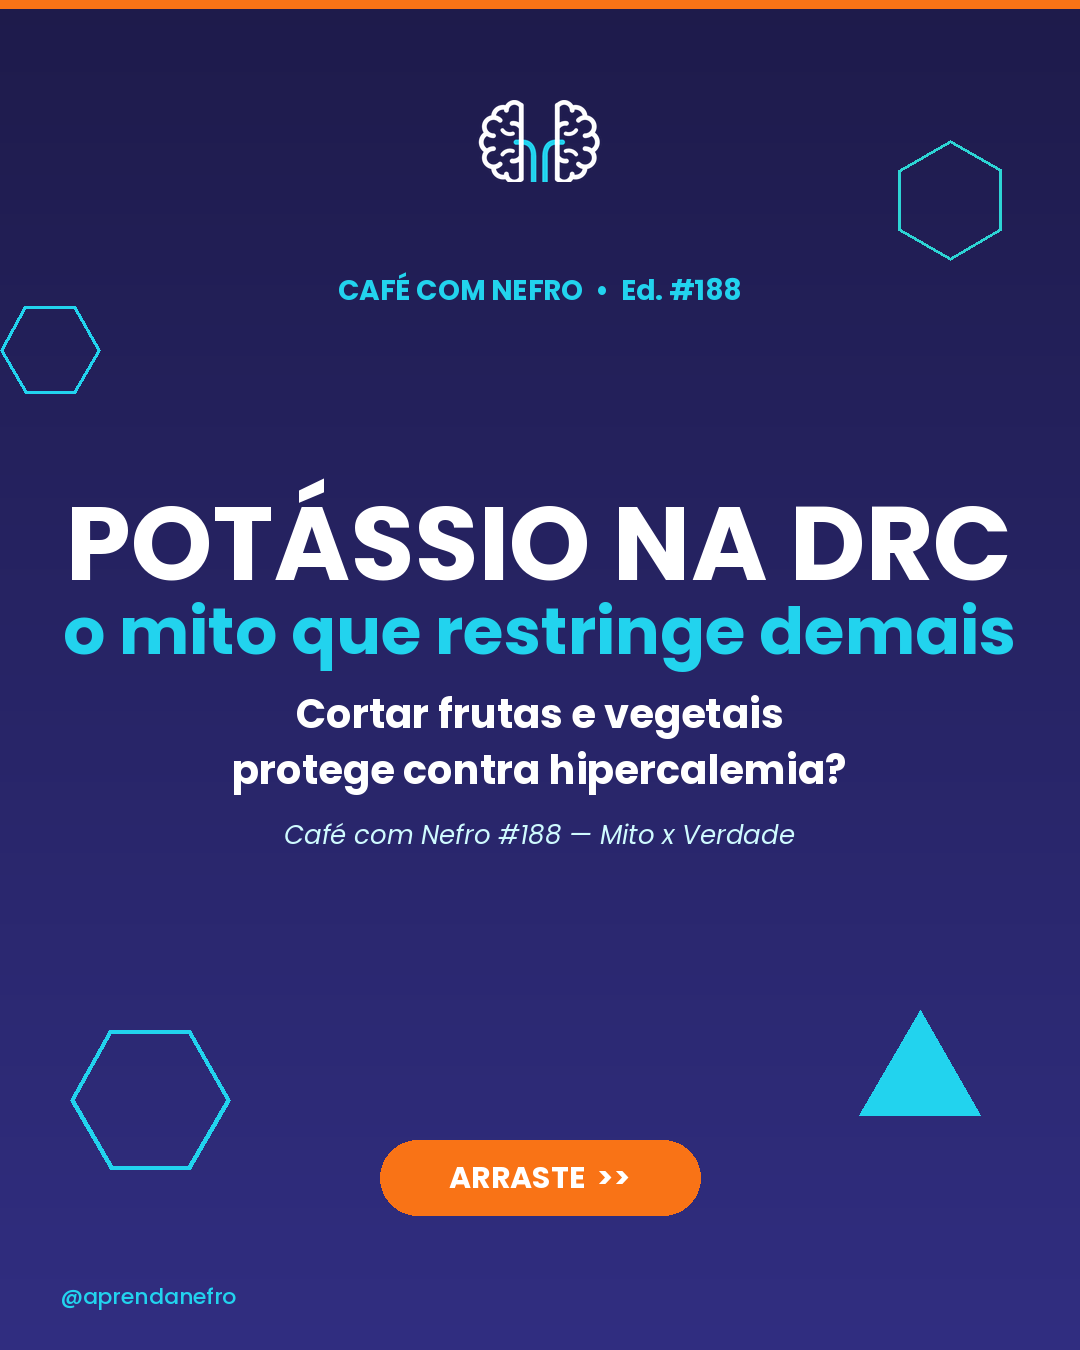 CAFÉ COM NEFRO • Ed. #188
POTÁSSIO NA DRC
o mito que restringe demais
Cortar frutas e vegetais
protege contra hipercalemia?
Café com Nefro #188 — Mito x Verdade
ARRASTE >>
@aprendanefro